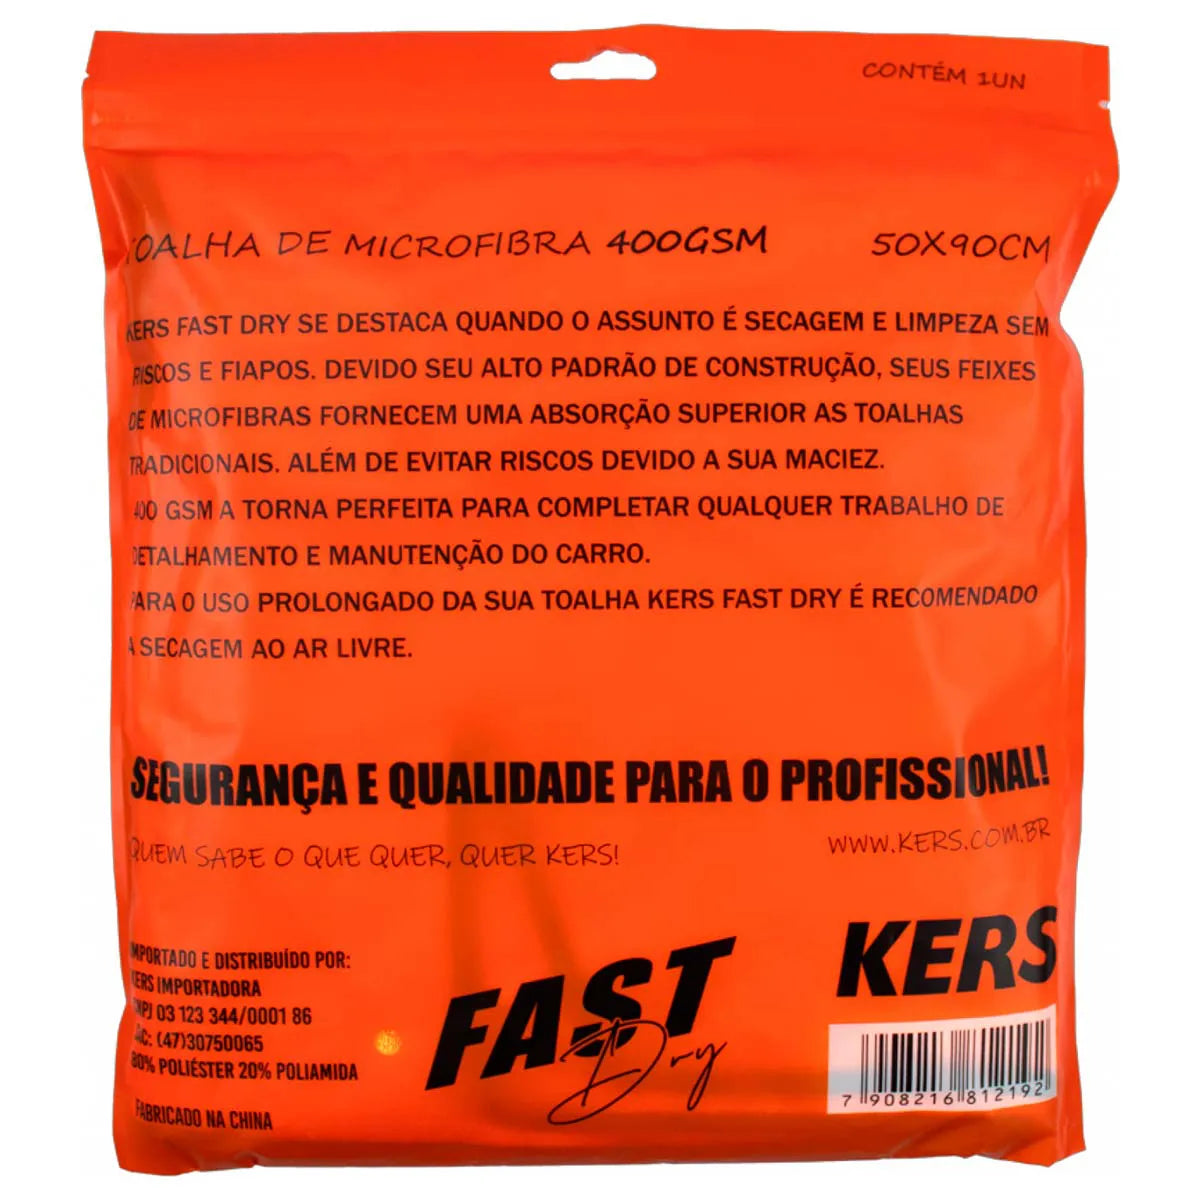 CONTÉM 1UN
TOALHA DE MICROFIBRA 400GSM 50X90CM
KERS FAST DRY SE DESTACA QUANDO O ASSUNTO É SECAGEM E LIMPEZA SEM
RISCOS E FIAPOS. DEVIDO SEU ALTO PADRÃO DE CONSTRUÇÃO, SEUS FEIXES
DE MICROFIBRAS FORNECEM UMA ABSORÇÃO SUPERIOR AS TOALHAS
TRADICIONAIS. ALÉM DE EVITAR RISCOS DEVIDO A SUA MACIEZ.
400 GSM A TORNA PERFEITA PARA COMPLETAR QUALQUER TRABALHO DE
DETALHAMENTO E MANUTENÇÃO DO CARRO.
PARA O USO PROLONGADO DA SUA TOALHA KERS FAST DRY É RECOMENDADO
A SECAGEM AO AR LIVRE.
SEGURANÇA E QUALIDADE PARA O PROFISSIONAL!
QUEM SABE O QUE QUER, QUER KERS! WWW.KERS.COM.BR
IMPORTADO E DISTRIBUÍDO POR:
KERS IMPORTADORA
CNPJ 03 123 344/0001 86
SAC: (47)30750065
80% POLIÉSTER 20% POLIAMIDA
FABRICADO NA CHINA
FAST
Dry
KERS
7 908216 812192